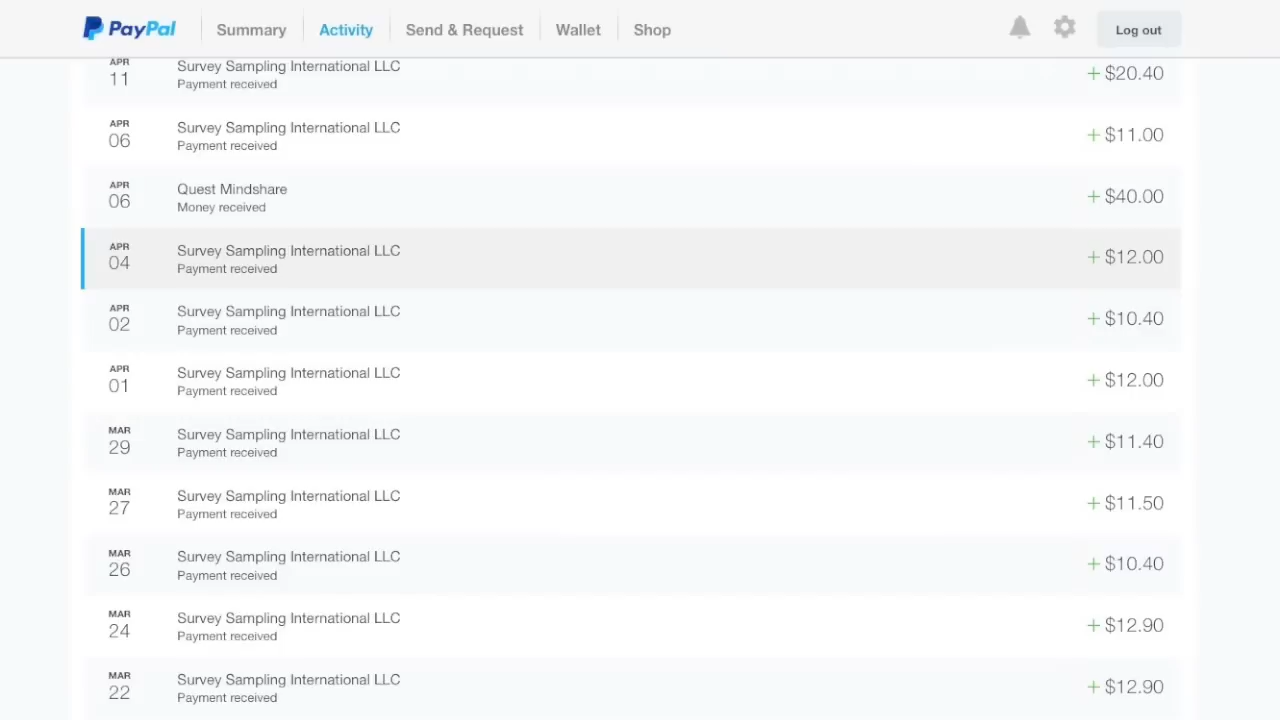 PayPal Summary Activity Send & Request Wallet Shop Log out
APR 11 Survey Sampling International LLC Payment received + $20.40
APR 06 Survey Sampling International LLC Payment received + $11.00
APR 06 Quest Mindshare Money received + $40.00
APR 04 Survey Sampling International LLC Payment received + $12.00
APR 02 Survey Sampling International LLC Payment received + $10.40
APR 01 Survey Sampling International LLC Payment received + $12.00
MAR 29 Survey Sampling International LLC Payment received + $11.40
MAR 27 Survey Sampling International LLC Payment received + $11.50
MAR 26 Survey Sampling International LLC Payment received + $10.40
MAR 24 Survey Sampling International LLC Payment received + $12.90
MAR 22 Survey Sampling International LLC Payment received + $12.90